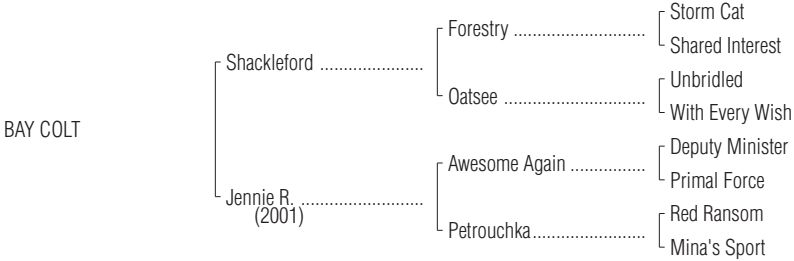 Storm Cat
Forestry ......................
Shared Interest
Shackleford ......................
Unbridled
Oatsee ......................
With Every Wish
BAY COLT
Deputy Minister
Awesome Again ................
Primal Force
Jennie R. ..........................
(2001)
Red Ransom
Petrouchka........................
Mina's Sport